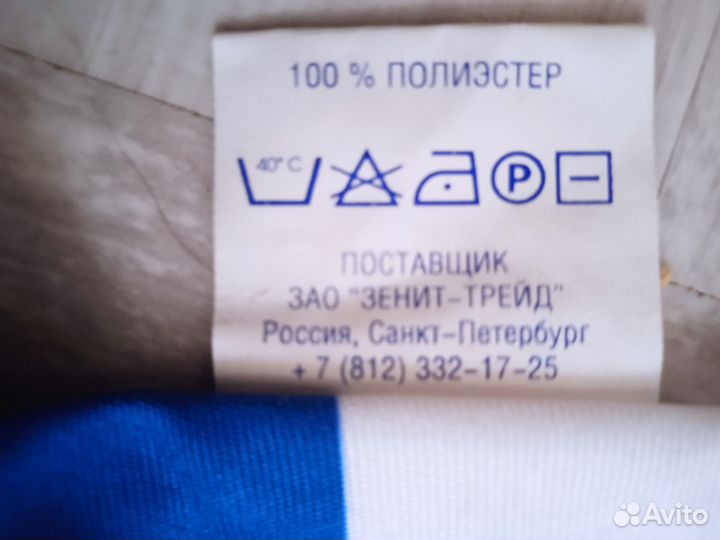 100 % ПОЛИЭСТЕР
40° C P
ПОСТАВЩИК
ЗАО "ЗЕНИТ-ТРЕЙД"
Россия, Санкт-Петербург
+ 7 (812) 332-17-25
Avito